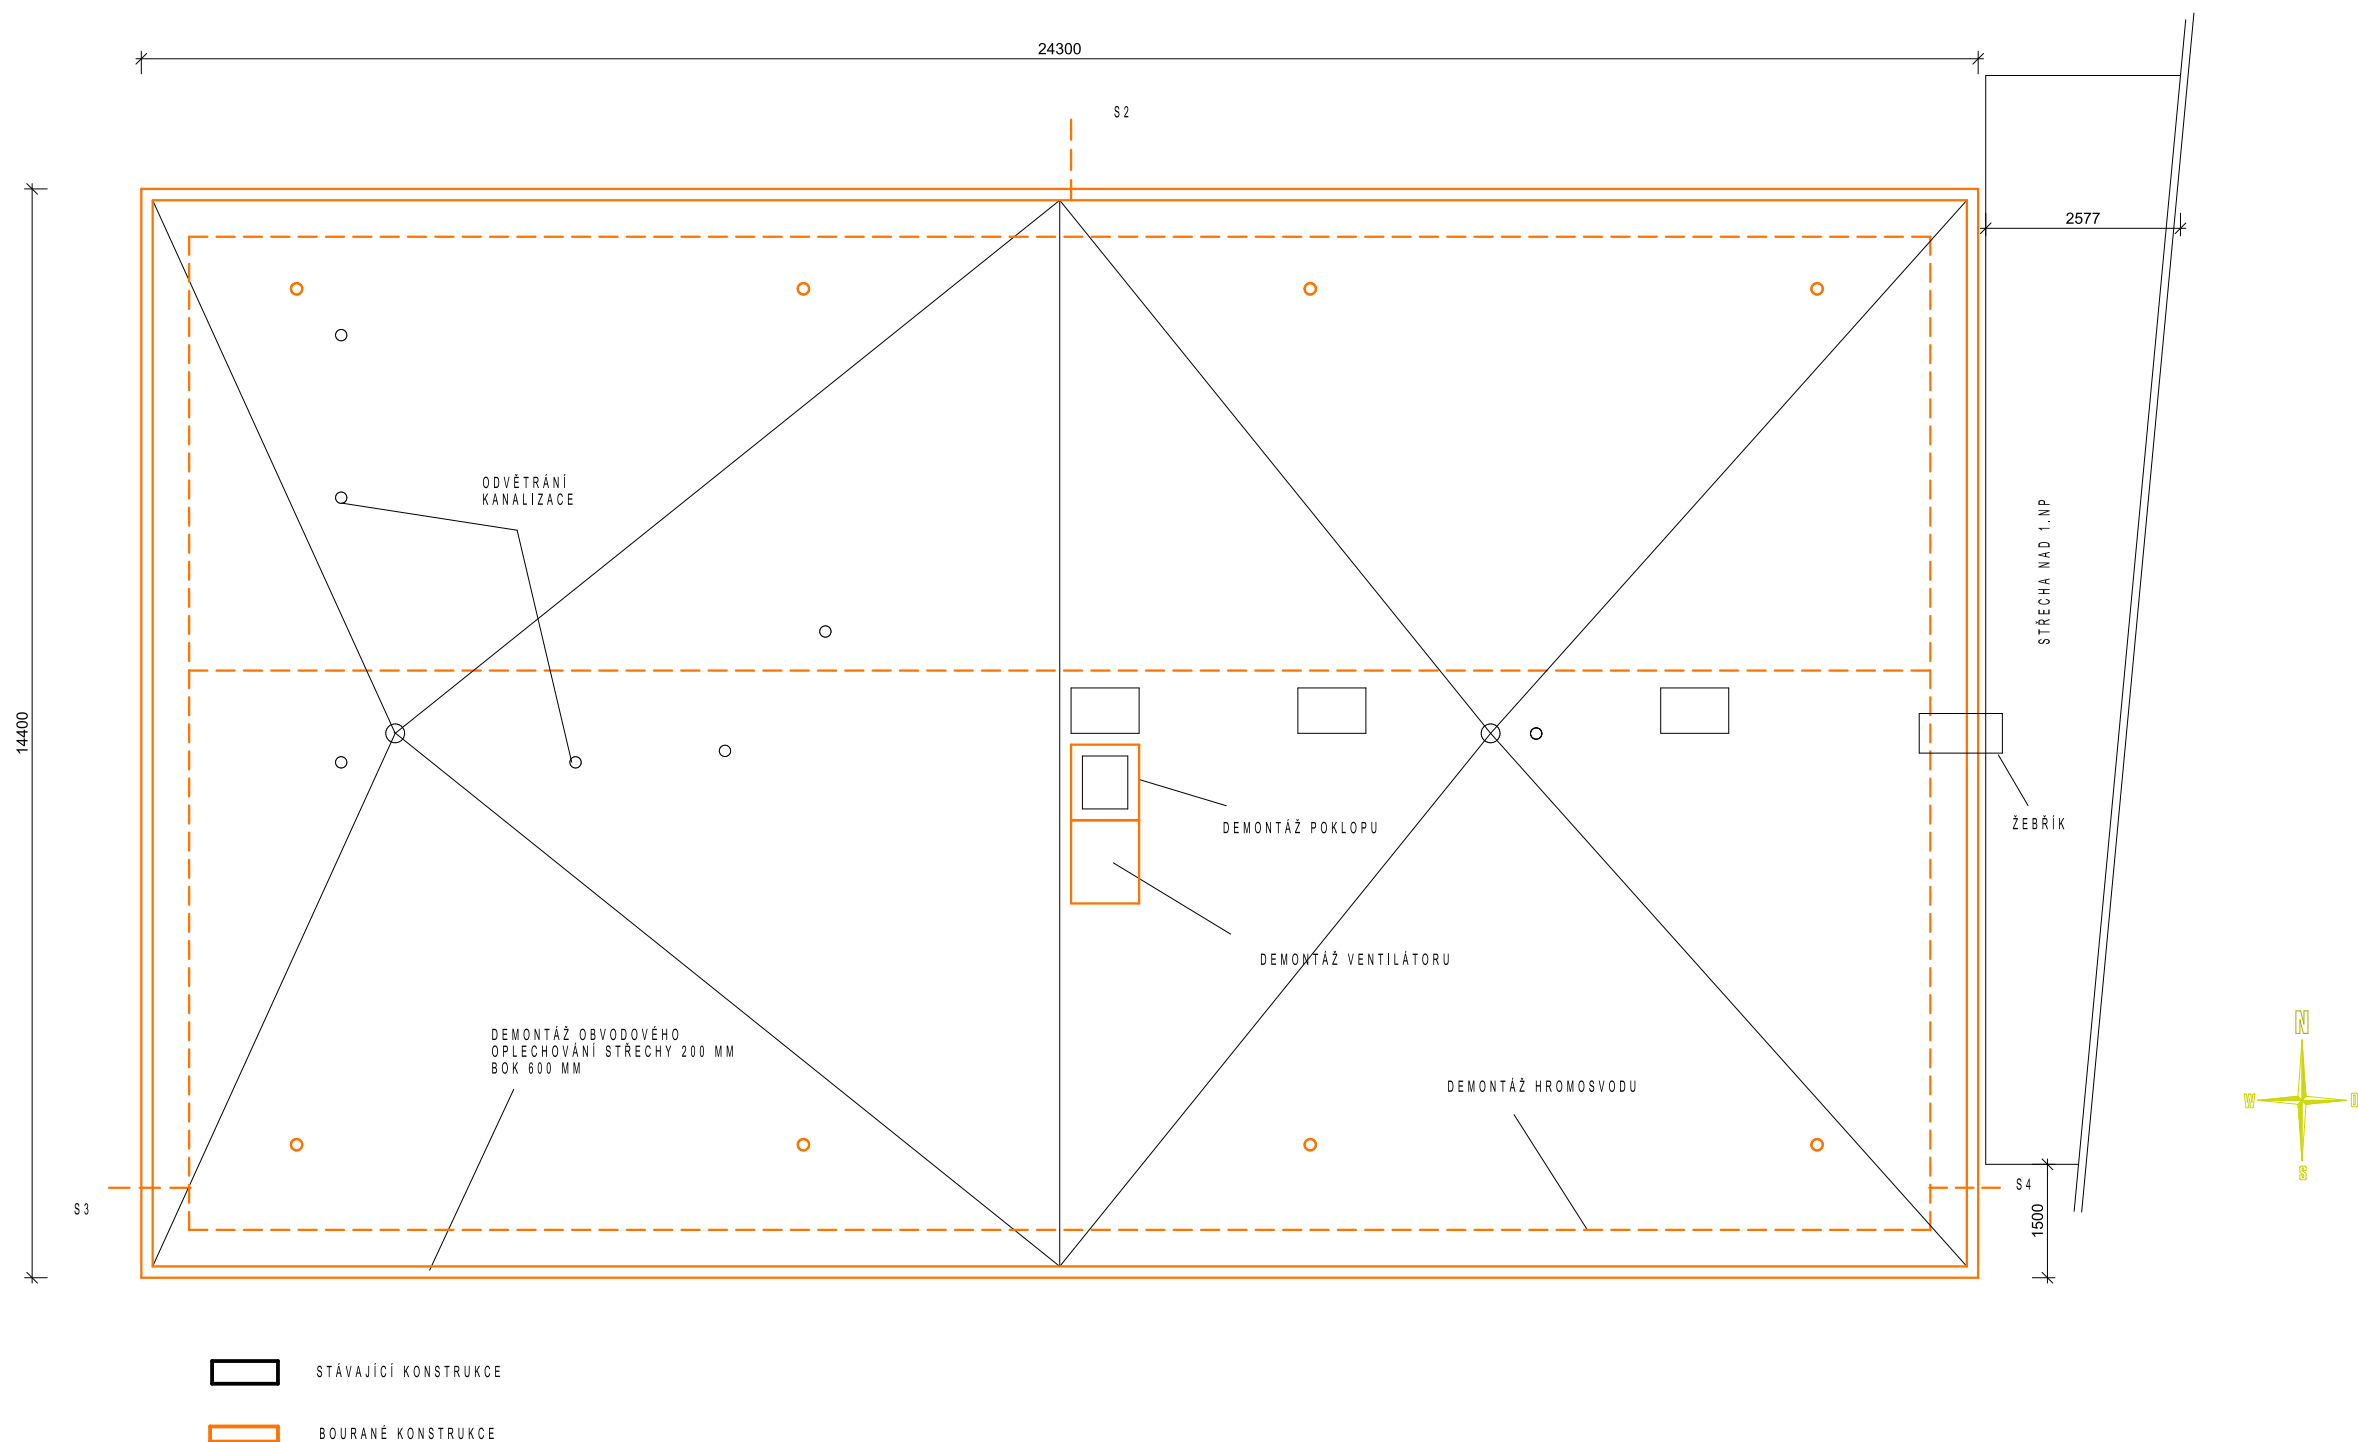 24300
S2
2577
ODVĚTRÁNÍ
KANALIZACE
STŘECHA NAD 1.NP
14400
DEMONTÁŽ POKLOPU
ŽEBŘÍK
DEMONTÁŽ VENTILÁTORU
DEMONTÁŽ OBVODOVÉHO
OPLECHOVÁNÍ STŘECHY 200 MM
BOK 600 MM
DEMONTÁŽ HROMOSVODU
N
W
O
S
S3
S4
1500
STÁVAJÍCÍ KONSTRUKCE
BOURANÉ KONSTRUKCE